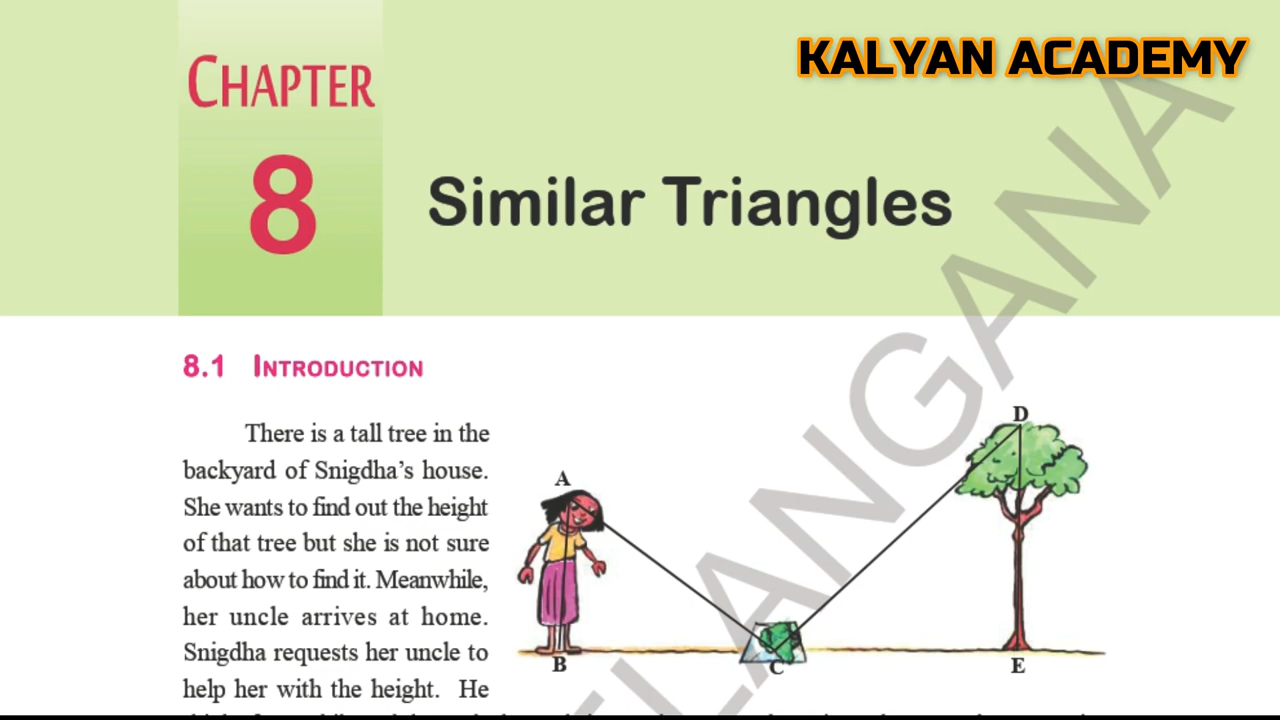 CHAPTER
8
KALYAN ACADEMY
Similar Triangles
8.1 INTRODUCTION
There is a tall tree in the
backyard of Snigdha's house.
She wants to find out the height
of that tree but she is not sure
about how to find it. Meanwhile,
her uncle arrives at home.
Snigdha requests her uncle to
help her with the height. He
A
D
B
C
E
ELANGANA